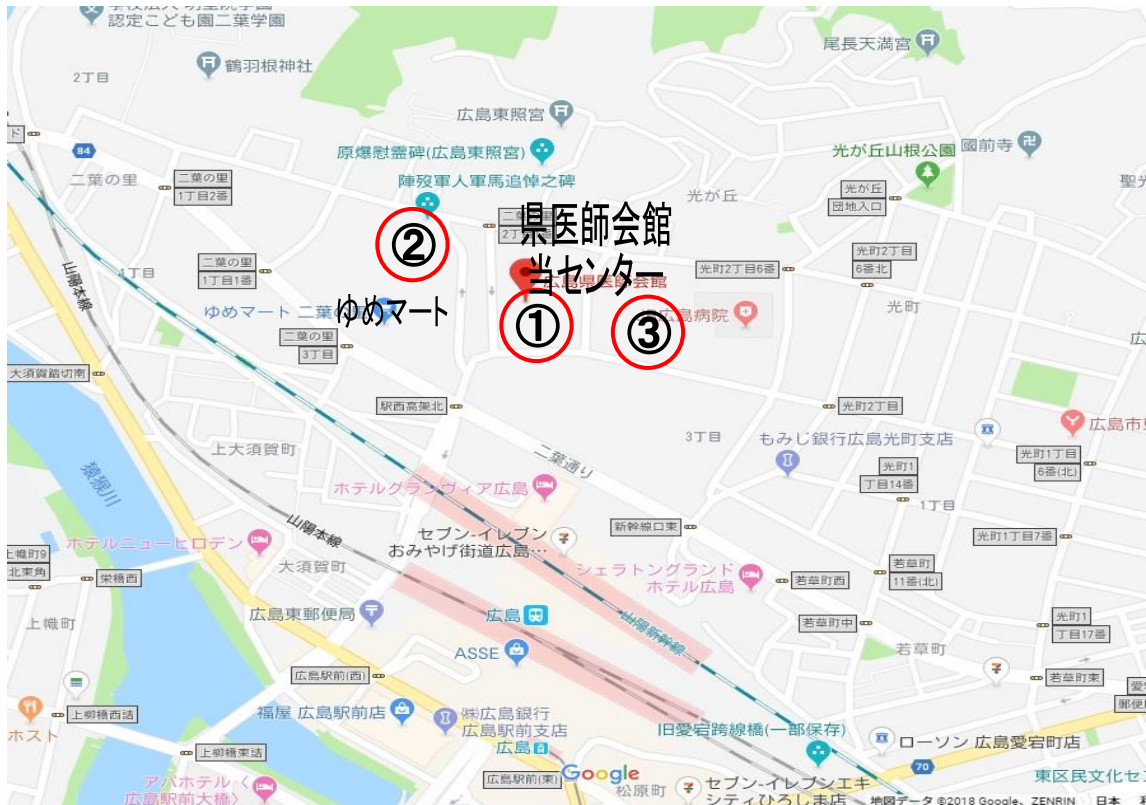 認定こども園二葉学園
鶴羽根神社
2丁目
尾長天満宮
広島東照宮
原爆慰霊碑(広島東照宮)
84
二葉の里
二葉の里
1丁目2番
陣歿軍人軍馬追悼之碑
光が丘山根公園
國前寺
光が丘
光が丘
団地入口
②
県医師会館
当センター
広島県医師会館
光町2丁目6番
光町2丁目
6番北
二葉の里
1丁目1番
1丁目
山陽本線
ゆめマート 二葉の
ゆめマート
①
③
広島病院
光町
二葉の里
3丁目
大須賀踏切南
駅西高架北
光町2丁目
3丁目
もみじ銀行広島光町支店
広島市
光町1丁目
6番(北)
上大須賀町
二葉通り
光町1
丁目14番
猿猴川
ホテルグランヴィア広島
1丁目
山陽本線
セブン-イレブン
おみやげ街道広島…
新幹線口東
光町1丁目7番
ホテルニューヒロデン
上幟町9
北東角
栄橋西
大須賀町
シェラトングランド
ホテル広島
若草町西
若草町
11番(北)
広島東郵便局
広島
山陽新幹線
若草町中
光町1
丁目17番
上幟町
ASSE
若草町
広島駅前(西)
若草町東
上柳橋西詰
ホスト
福屋 広島駅前店
㈱広島銀行
広島駅前支店
旧愛宕跨線橋(一部保存)
広島
上柳橋東詰
ローソン 広島愛宕町店
70
アパホテル〈
広島駅前大橋〉
広島駅前(東)
Google
松原町
セブン-イレブンエキ
シティひろしま店
東区民文化セ
地図データ ©2018 Google、ZENRIN
日本